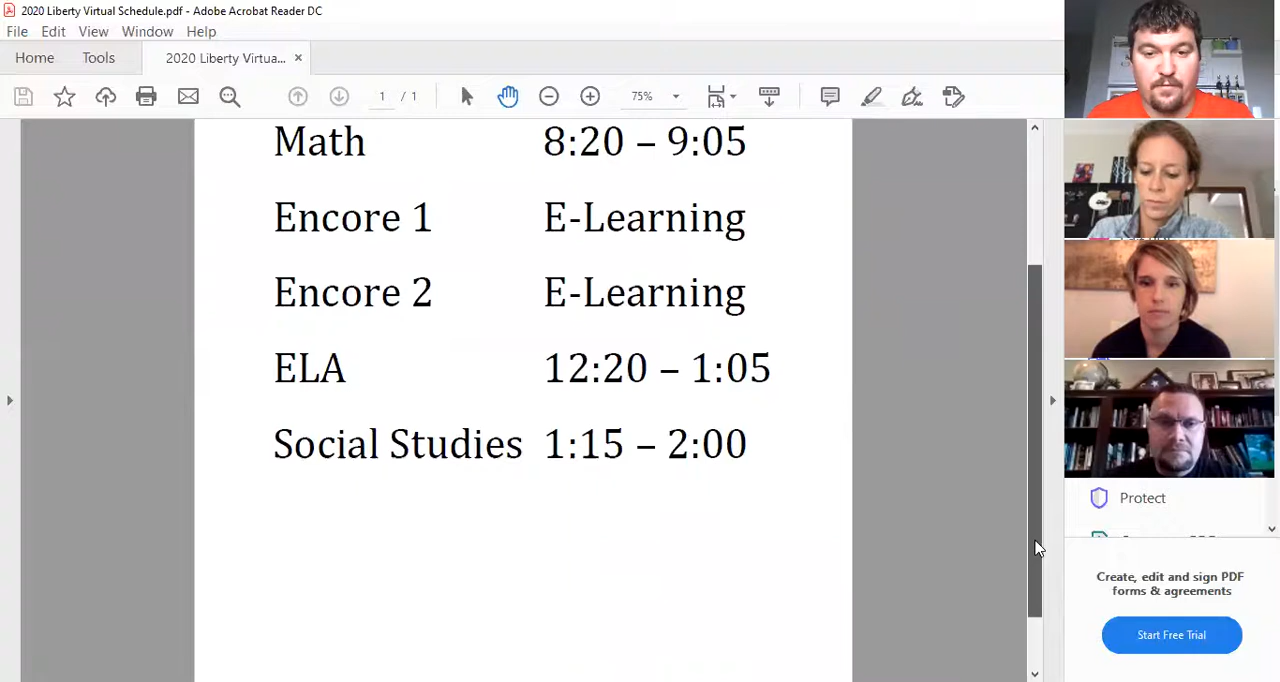 2020 Liberty Virtual Schedule.pdf - Adobe Acrobat Reader DC
File Edit View Window Help
Home Tools 2020 Liberty Virtua... ×
1 / 1 75%
Math 8:20 – 9:05
Encore 1 E-Learning
Encore 2 E-Learning
ELA 12:20 – 1:05
Social Studies 1:15 – 2:00
Protect
Create, edit and sign PDF
forms & agreements
Start Free Trial